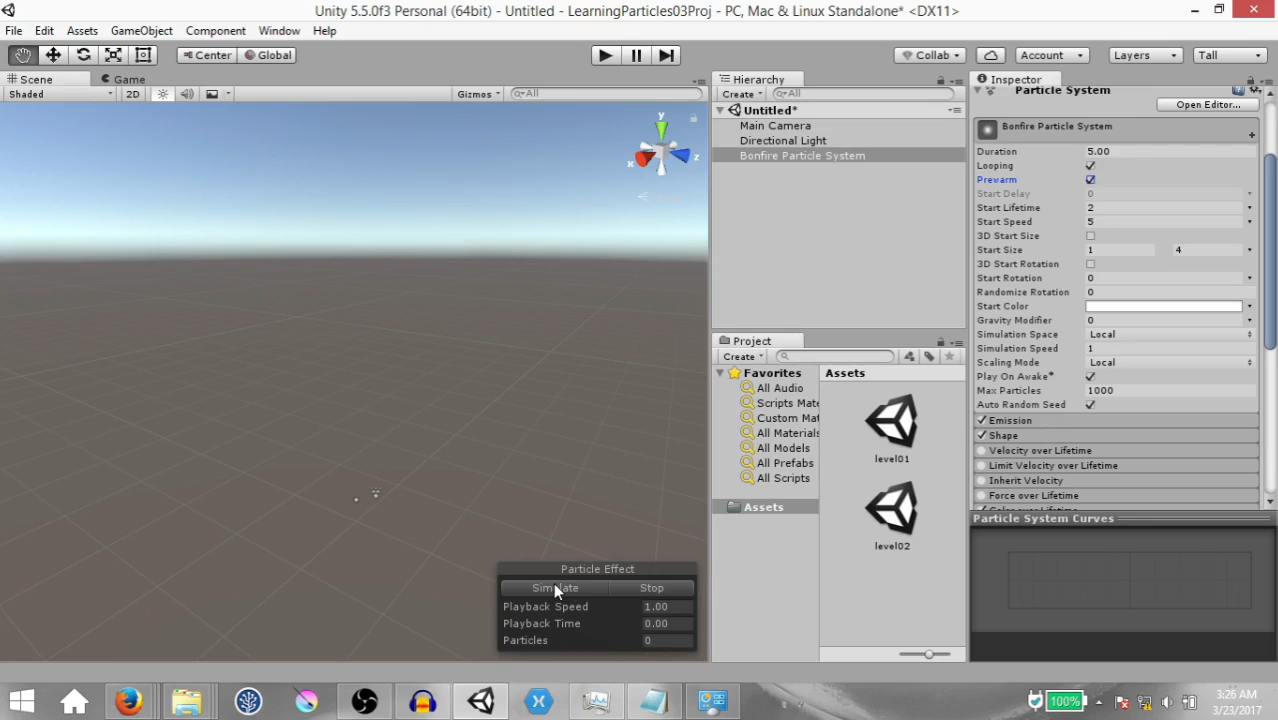 Unity 5.5.0f3 Personal (64bit) - Untitled - LearningParticles03Proj - PC, Mac & Linux Standalone* <DX11>
File Edit Assets GameObject Component Window Help
Center Global Collab Account Layers Tall
Scene Game
Shaded 2D Gizmos All
y
x z
Hierarchy
Create All
Untitled*
Main Camera
Directional Light
Bonfire Particle System
Project
Create
Favorites
All Audio
Scripts Mate
Custom Mat
All Materials
All Models
All Prefabs
All Scripts
Assets
Assets
level01
level02
Inspector
Particle System
Open Editor...
Bonfire Particle System
Duration 5.00
Looping
Prewarm
Start Delay 0
Start Lifetime 2
Start Speed 5
3D Start Size
Start Size 1 4
3D Start Rotation
Start Rotation 0
Randomize Rotation 0
Start Color
Gravity Modifier 0
Simulation Space Local
Simulation Speed 1
Scaling Mode Local
Play On Awake*
Max Particles 1000
Auto Random Seed
Emission
Shape
Velocity over Lifetime
Limit Velocity over Lifetime
Inherit Velocity
Force over Lifetime
Color over Lifetime
Particle System Curves
Particle Effect
Simulate Stop
Playback Speed 1.00
Playback Time 0.00
Particles 0
100%
3:26 AM
3/23/2017